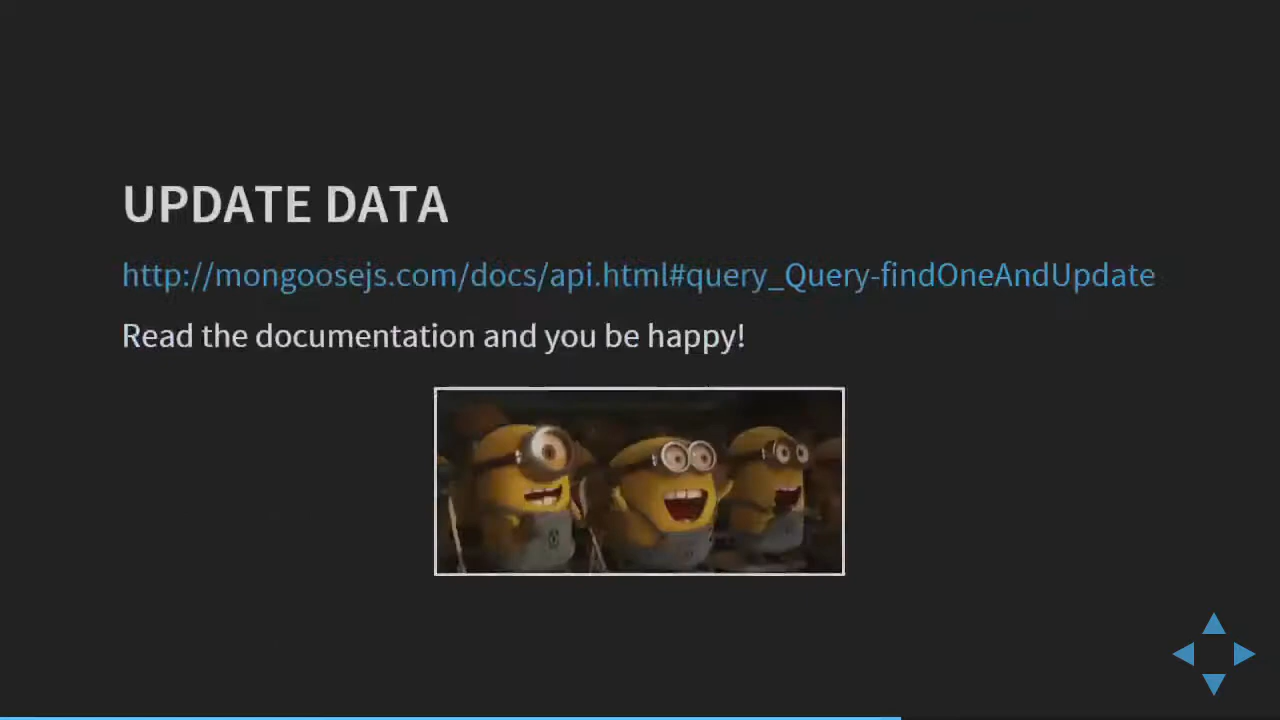 UPDATE DATA
http://mongoosejs.com/docs/api.html#query_Query-findOneAndUpdate
Read the documentation and you be happy!